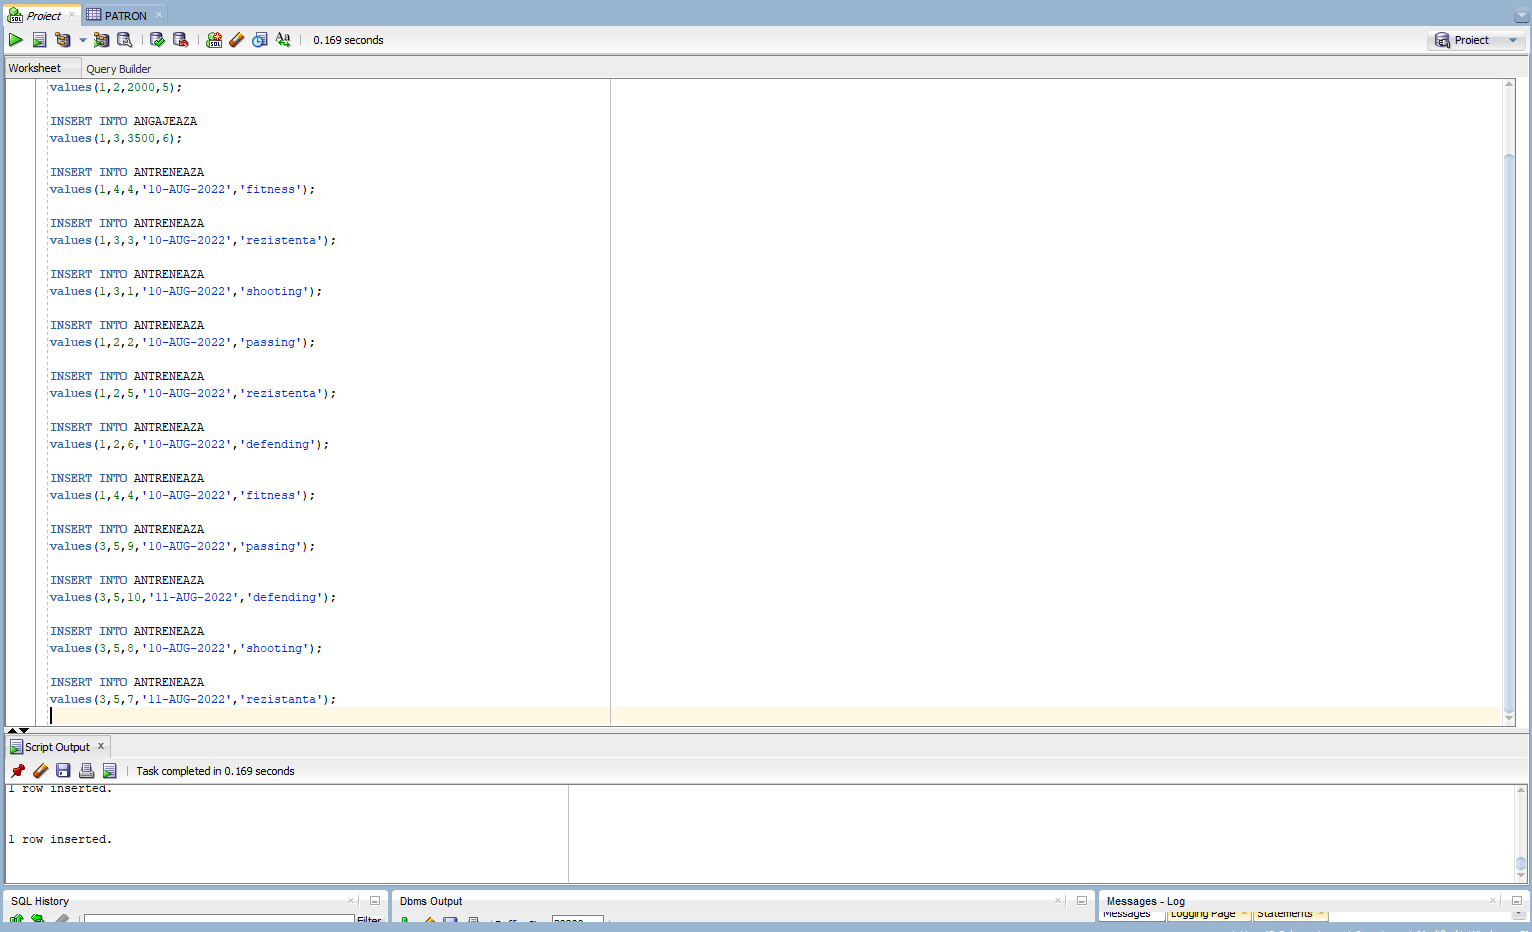 Project PATRON
0.169 seconds Project
Worksheet Query Builder
values(1,2,2000,5);
INSERT INTO ANGAJEAZA
values(1,3,3500,6);
INSERT INTO ANTRENEAZA
values(1,4,4,'10-AUG-2022','fitness');
INSERT INTO ANTRENEAZA
values(1,3,3,'10-AUG-2022','rezistenta');
INSERT INTO ANTRENEAZA
values(1,3,1,'10-AUG-2022','shooting');
INSERT INTO ANTRENEAZA
values(1,2,2,'10-AUG-2022','passing');
INSERT INTO ANTRENEAZA
values(1,2,5,'10-AUG-2022','rezistenta');
INSERT INTO ANTRENEAZA
values(1,2,6,'10-AUG-2022','defending');
INSERT INTO ANTRENEAZA
values(1,4,4,'10-AUG-2022','fitness');
INSERT INTO ANTRENEAZA
values(3,5,9,'10-AUG-2022','passing');
INSERT INTO ANTRENEAZA
values(3,5,10,'11-AUG-2022','defending');
INSERT INTO ANTRENEAZA
values(3,5,8,'10-AUG-2022','shooting');
INSERT INTO ANTRENEAZA
values(3,5,7,'11-AUG-2022','rezistanta');
Script Output
Task completed in 0.169 seconds
1 row inserted.
1 row inserted.
SQL History Dbms Output Messages - Log
Filter Messages Logging Page Statements